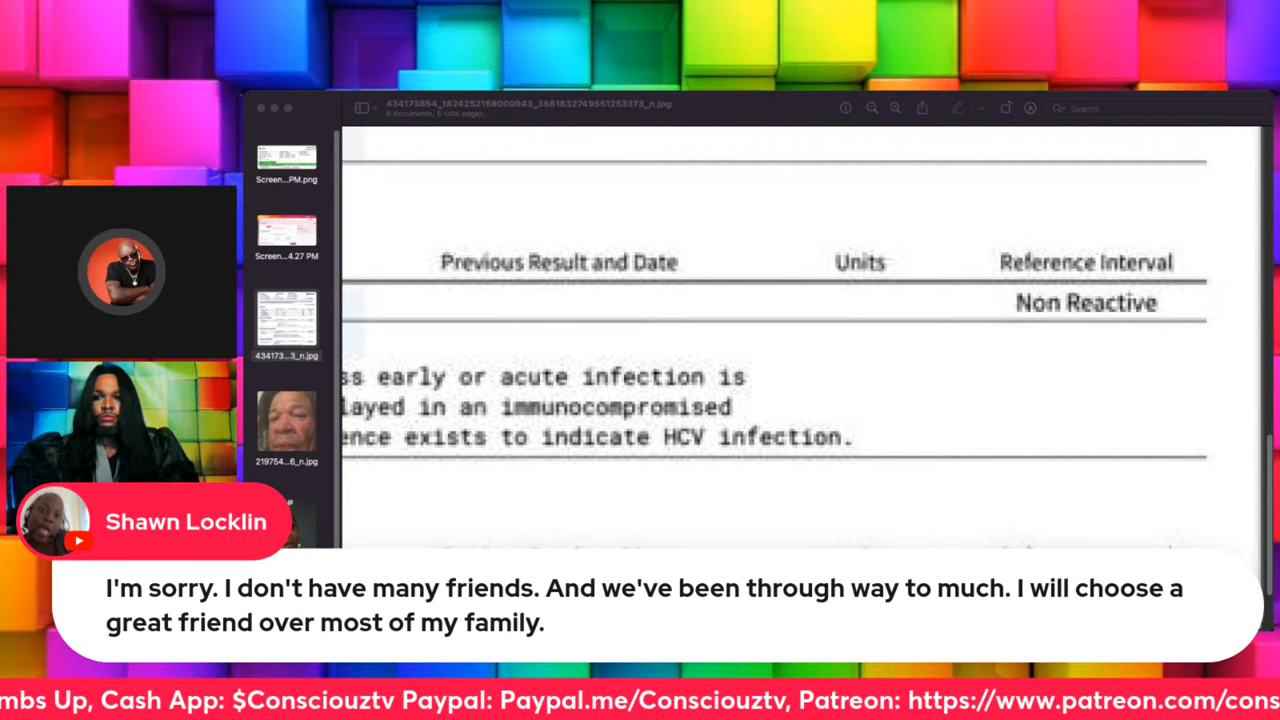 434173854_1824252158000943_3581832749551253373_n.jpg
6 documents, 6 total pages
Search
Screen...PM.png
Screen...4.27 PM
434173...3_n.jpg
219754...6_n.jpg
Previous Result and Date Units Reference Interval
Non Reactive
ss early or acute infection is
layed in an immunocompromised
ence exists to indicate HCV infection.
Shawn Locklin
I'm sorry. I don't have many friends. And we've been through way to much. I will choose a
great friend over most of my family.
mbs Up, Cash App: $Consciouztv Paypal: Paypal.me/Consciouztv, Patreon: https://www.patreon.com/cons